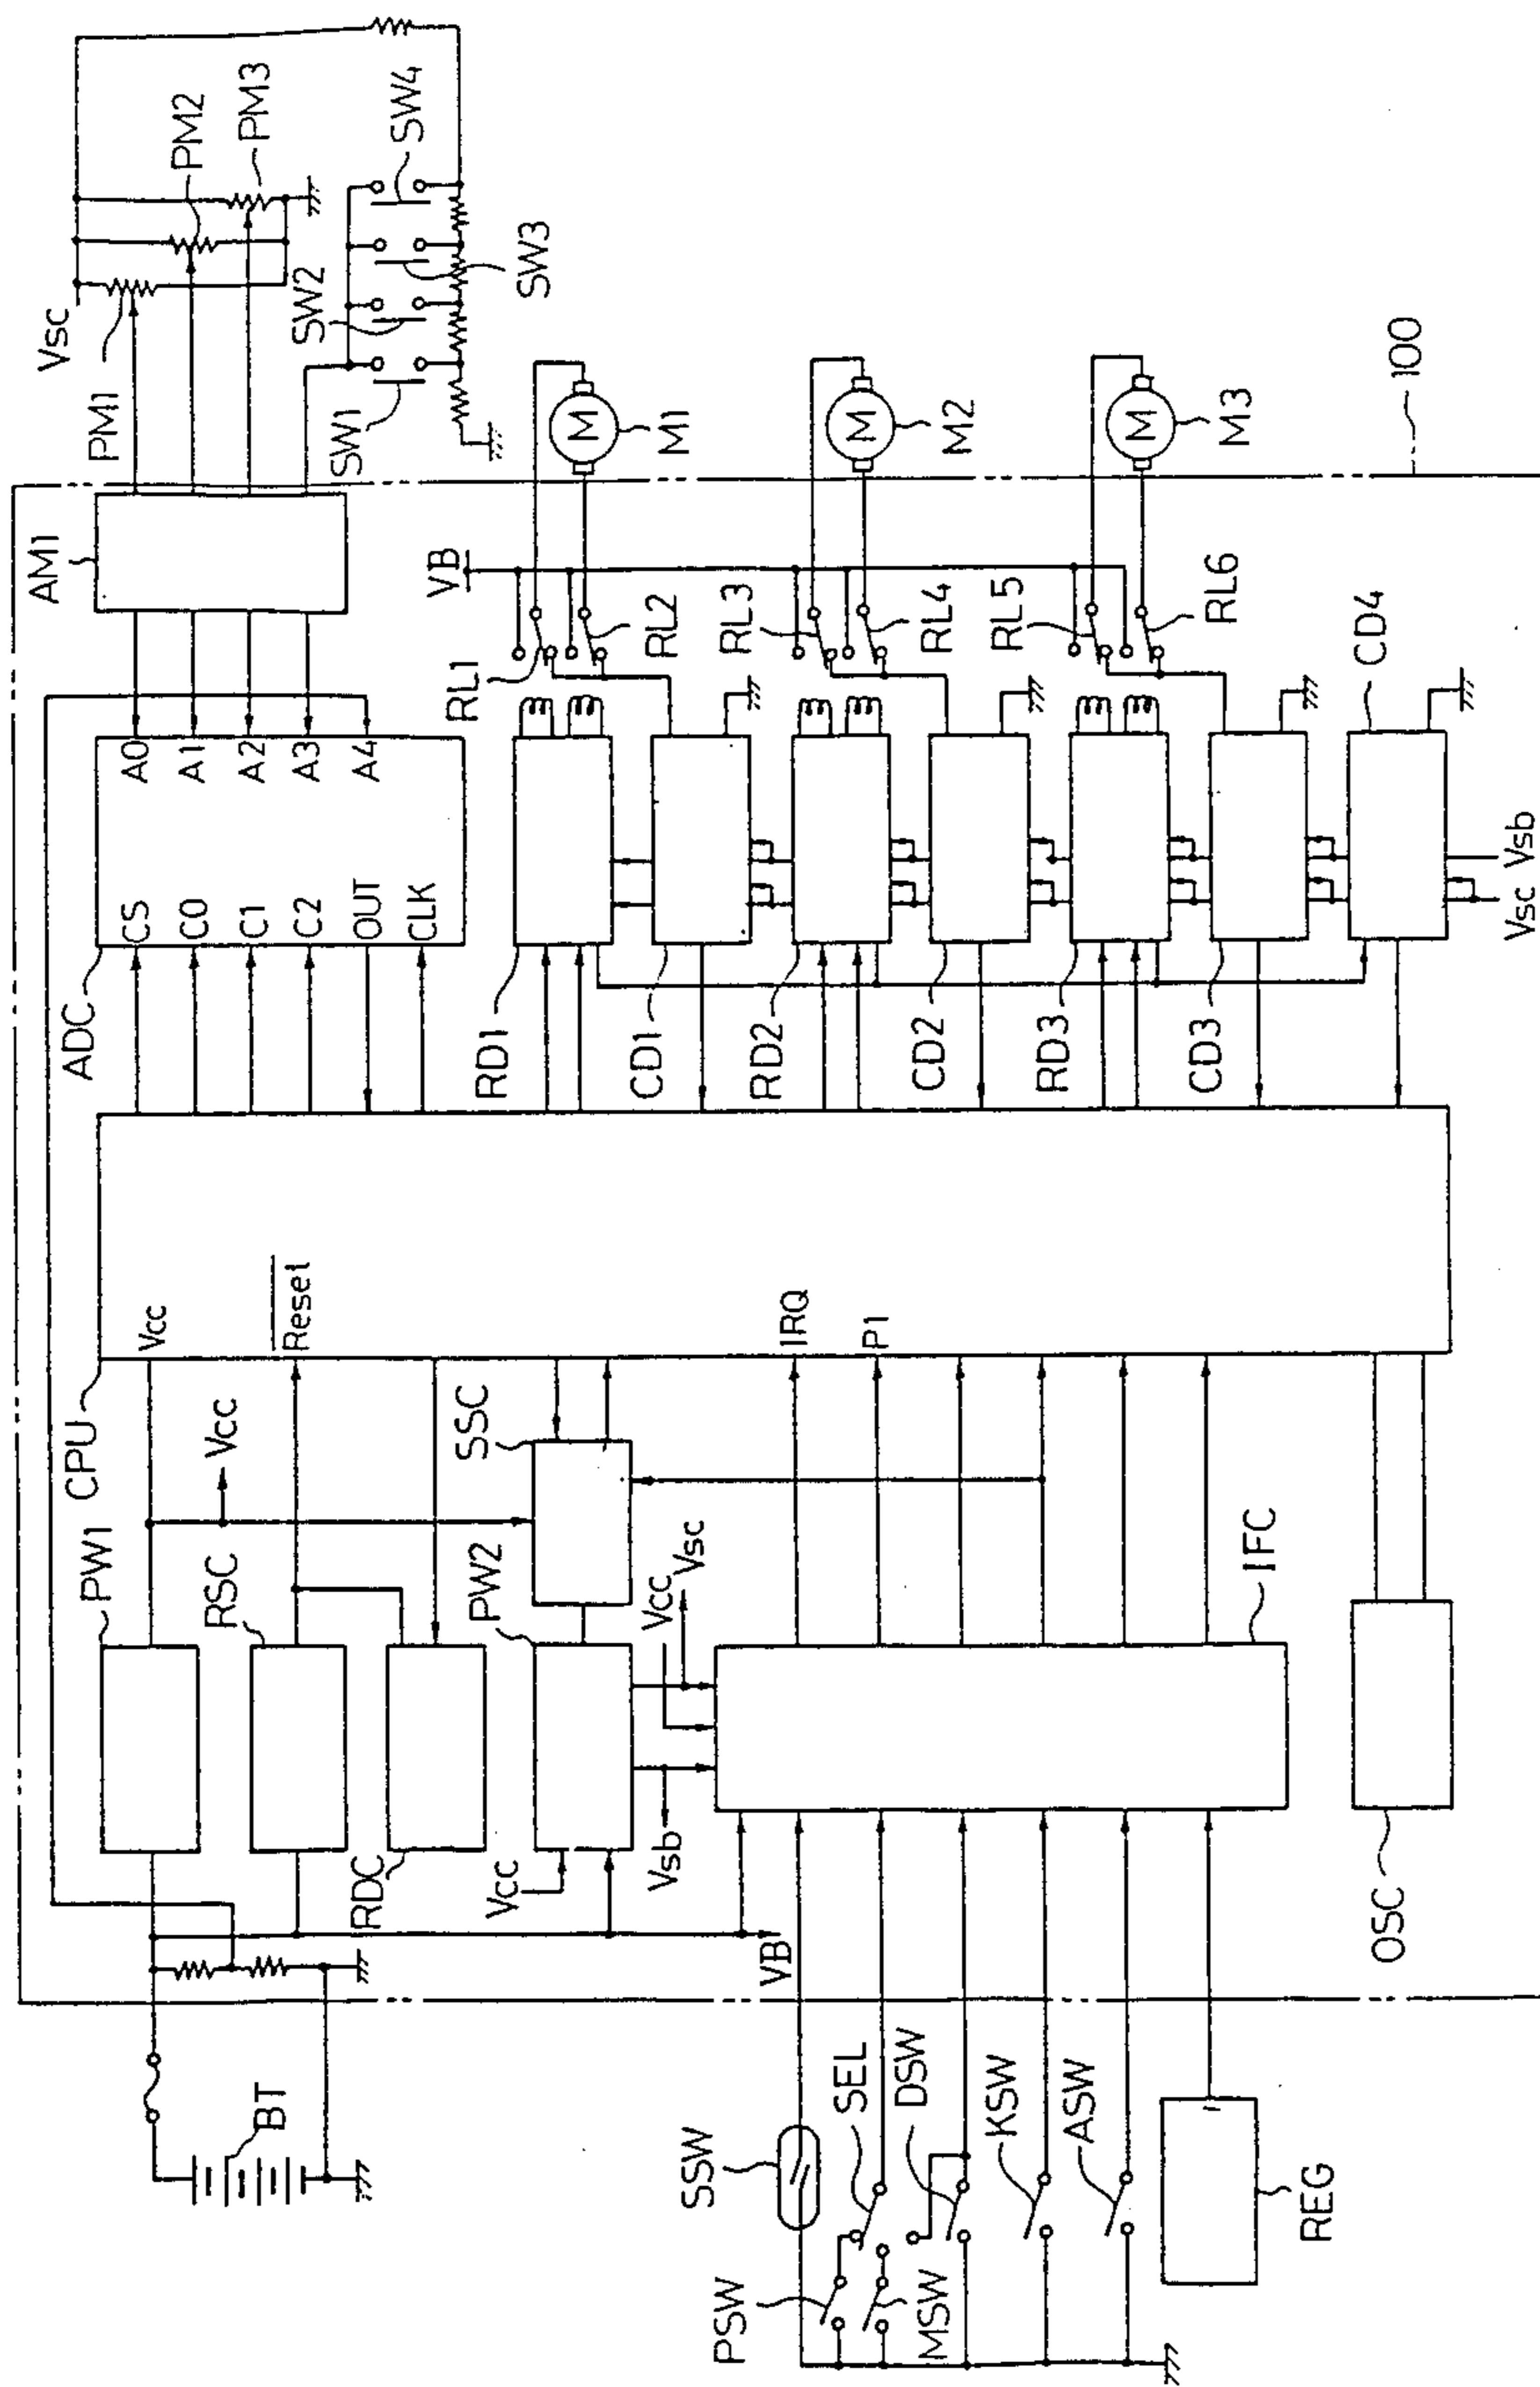 Vsc
PM1
PM2
PM3
SW4
SW3
SW2
SW1
AM1
VB
M
M1
M
M2
M
M3
100
RL1
RL2
RL3
RL4
RL5
RL6
CD4
ADC
CS
C0
C1
C2
OUT
CLK
A0
A1
A2
A3
A4
RD1
CD1
RD2
CD2
RD3
CD3
Vsc
Vsb
CPU
Vcc
Reset
IRQ
P1
PW1
Vcc
RSC
RDC
SSC
PW2
Vcc
Vcc
Vsc
Vsb
VB
IFC
OSC
BT
SSW
SEL
DSW
KSW
ASW
PSW
MSW
REG